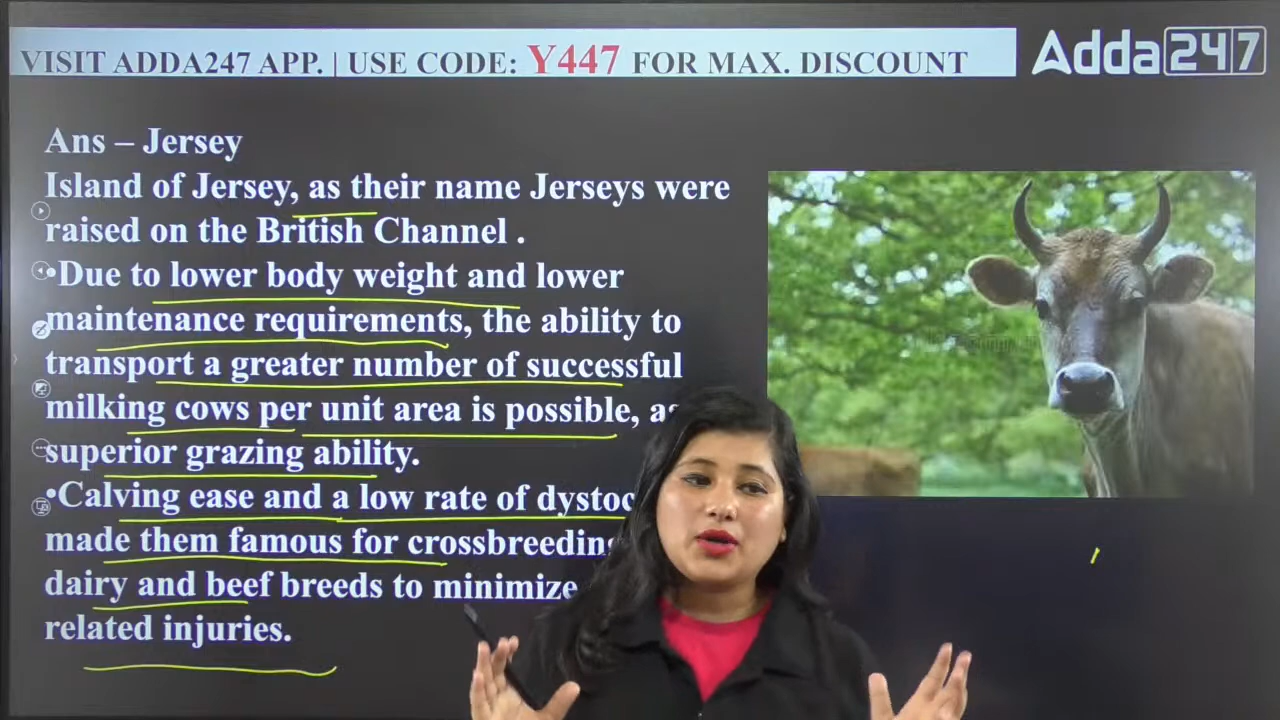 VISIT ADDA247 APP. | USE CODE: Y447 FOR MAX. DISCOUNT
Adda247
Ans – Jersey
Island of Jersey, as their name Jerseys were
raised on the British Channel .
•Due to lower body weight and lower
maintenance requirements, the ability to
transport a greater number of successful
milking cows per unit area is possible,
superior grazing ability.
•Calving ease and a low rate of
made them famous for
dairy and beef breeds to minimize
related injuries.